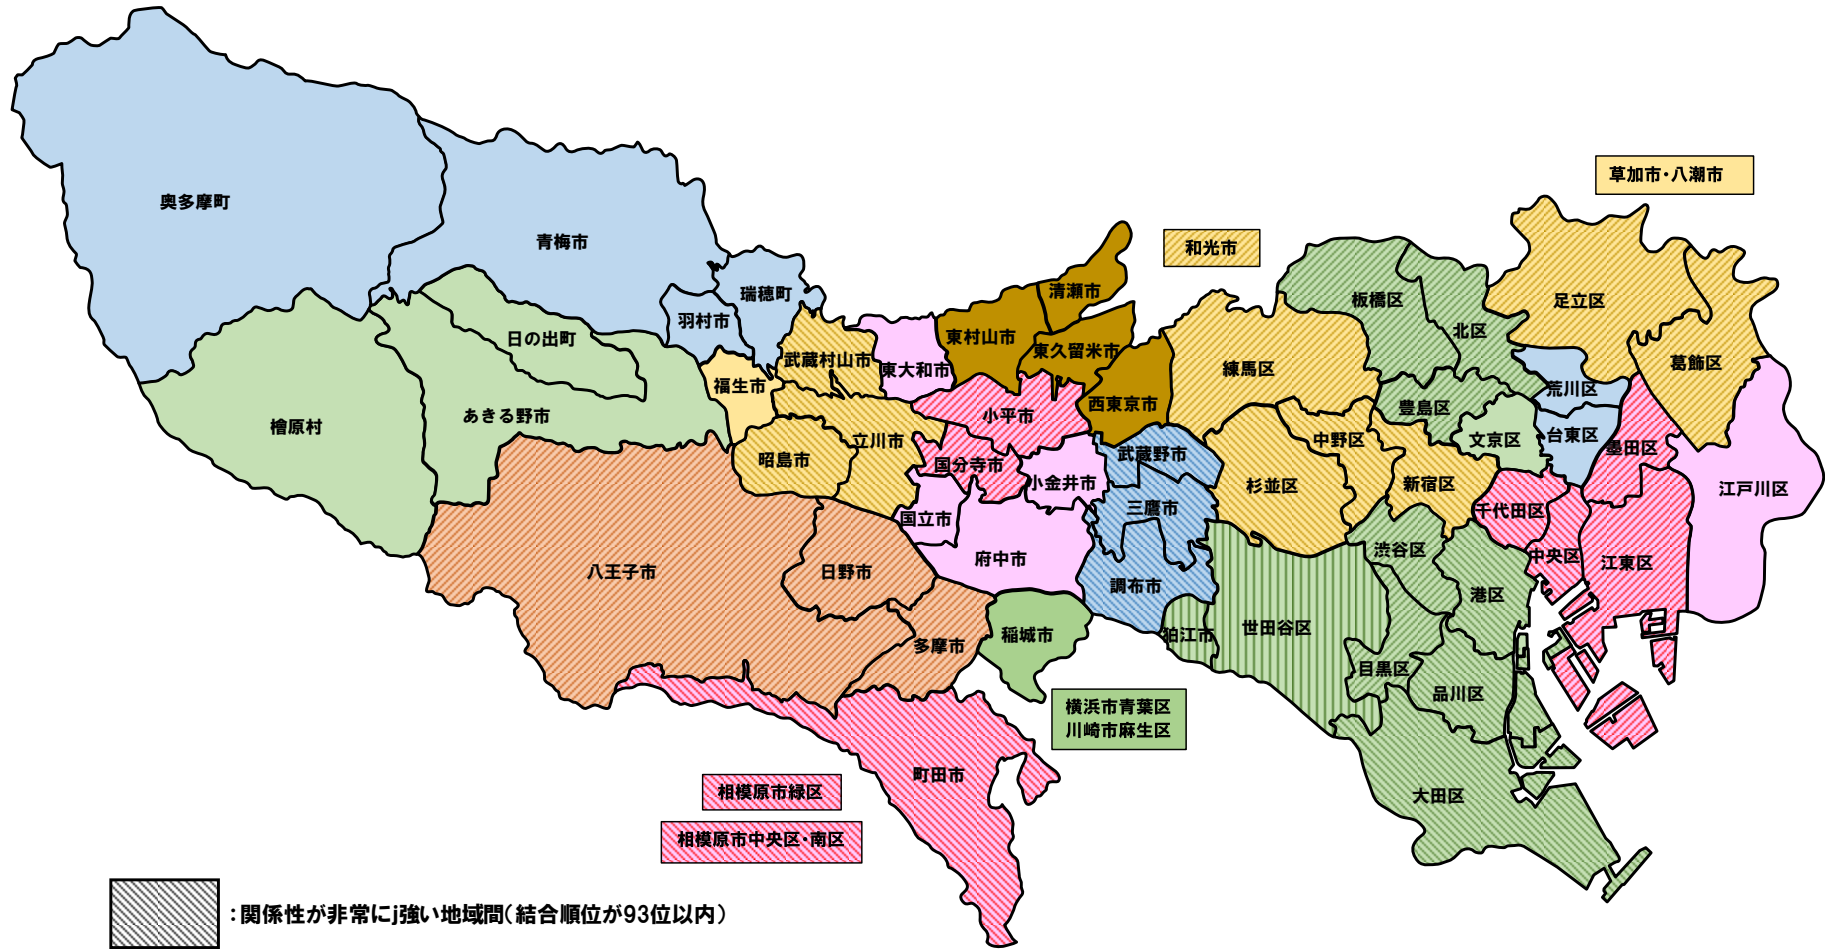 草加市・八潮市
奥多摩町
青梅市
和光市
清瀬市
瑞穂町
板橋区
足立区
羽村市
北区
日の出町
東村山市
東久留米市
武蔵村山市
東大和市
練馬区
葛飾区
福生市
荒川区
西東京市
豊島区
あきる野市
小平市
檜原村
立川市
中野区
文京区
台東区
墨田区
昭島市
国分寺市
武蔵野市
小金井市
杉並区
新宿区
江戸川区
三鷹市
千代田区
国立市
府中市
渋谷区
中央区
江東区
八王子市
日野市
調布市
港区
稲城市
狛江市
世田谷区
多摩市
目黒区
品川区
横浜市青葉区
川崎市麻生区
町田市
相模原市緑区
大田区
相模原市中央区・南区
：関係性が非常にj強い地域間（結合順位が93位以内）